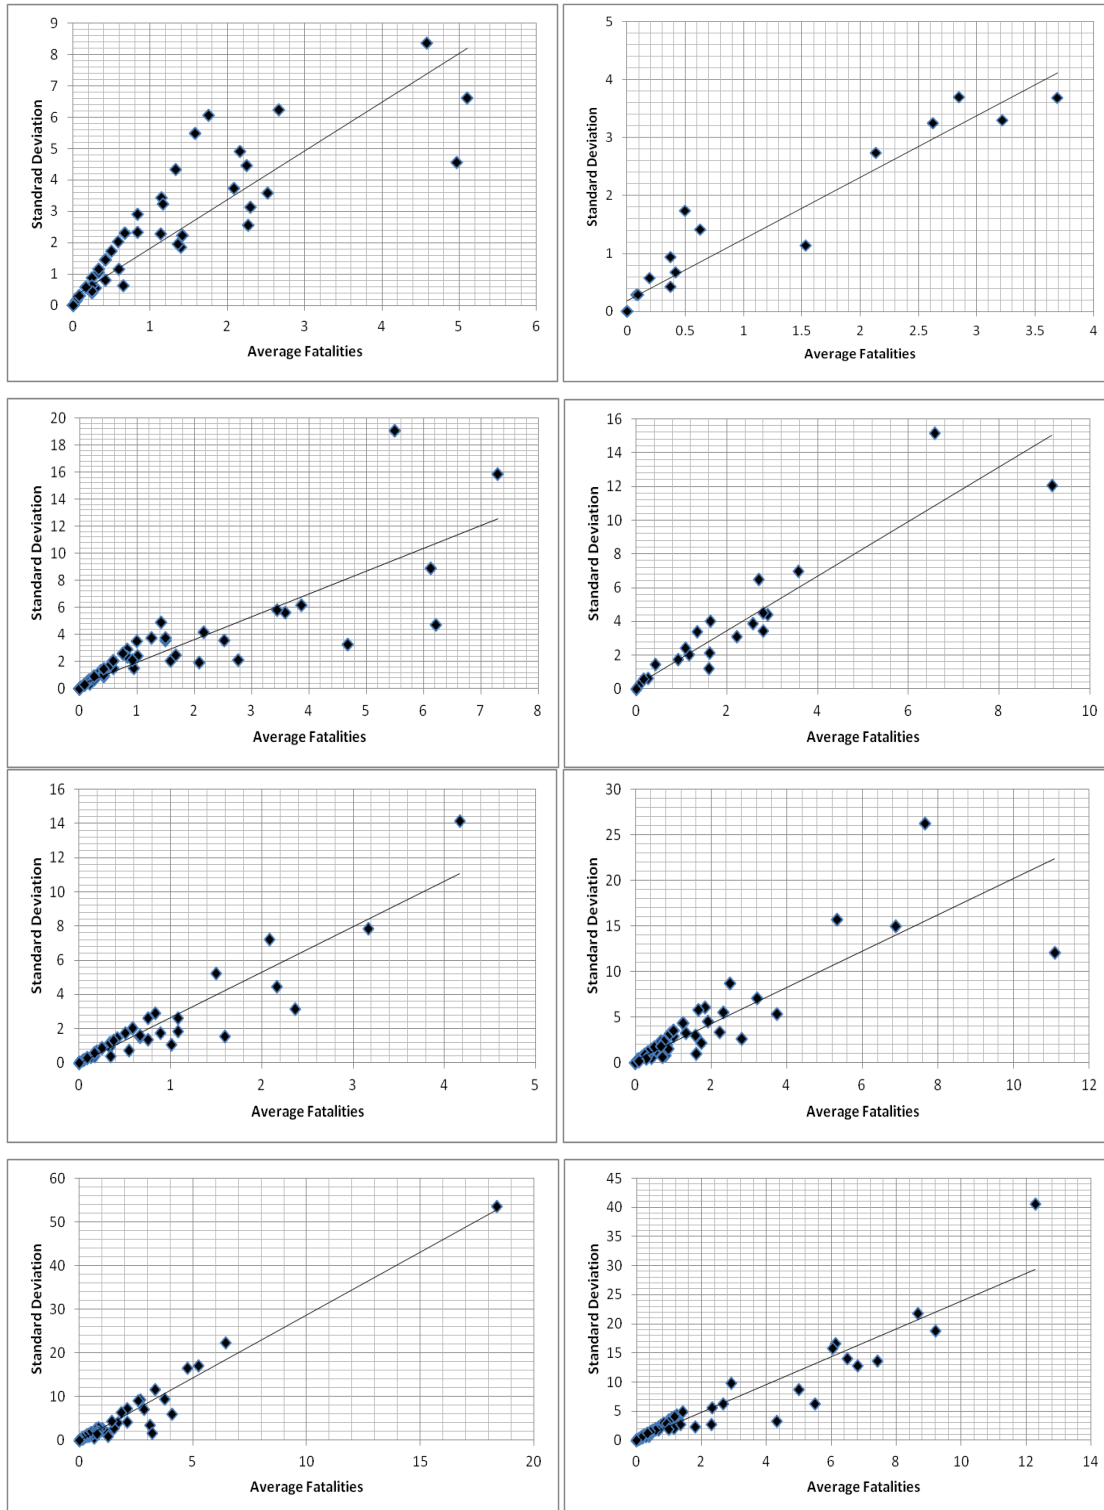 9
8
7
6
5
4
3
2
1
0
Standrad Deviation
0 1 2 3 4 5 6
Average Fatalities
5
4
3
2
1
0
Standard Deviation
0 0.5 1 1.5 2 2.5 3 3.5 4
Average Fatalities
20
18
16
14
12
10
8
6
4
2
0
Standard Deviation
0 1 2 3 4 5 6 7 8
Average Fatalities
16
14
12
10
8
6
4
2
0
Standard Deviation
0 2 4 6 8 10
Average Fatalities
16
14
12
10
8
6
4
2
0
Standard Deviation
0 1 2 3 4 5
Average Fatalities
30
25
20
15
10
5
0
Standard Deviation
0 2 4 6 8 10 12
Average Fatalities
60
50
40
30
20
10
0
Standard Deviation
0 5 10 15 20
Average Fatalities
45
40
35
30
25
20
15
10
5
0
Standard Deviation
0 2 4 6 8 10 12 14
Average Fatalities